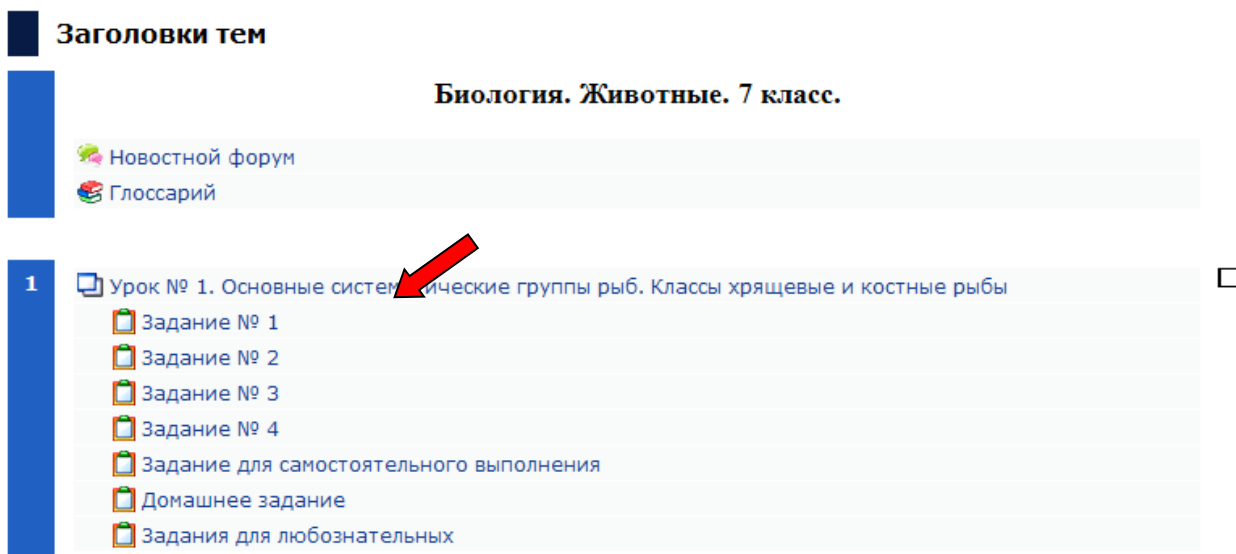 Заголовки тем
Биология. Животные. 7 класс.
Новостной форум
Глоссарий
1
Урок № 1. Основные систематические группы рыб. Классы хрящевые и костные рыбы
Задание № 1
Задание № 2
Задание № 3
Задание № 4
Задание для самостоятельного выполнения
Домашнее задание
Задания для любознательных